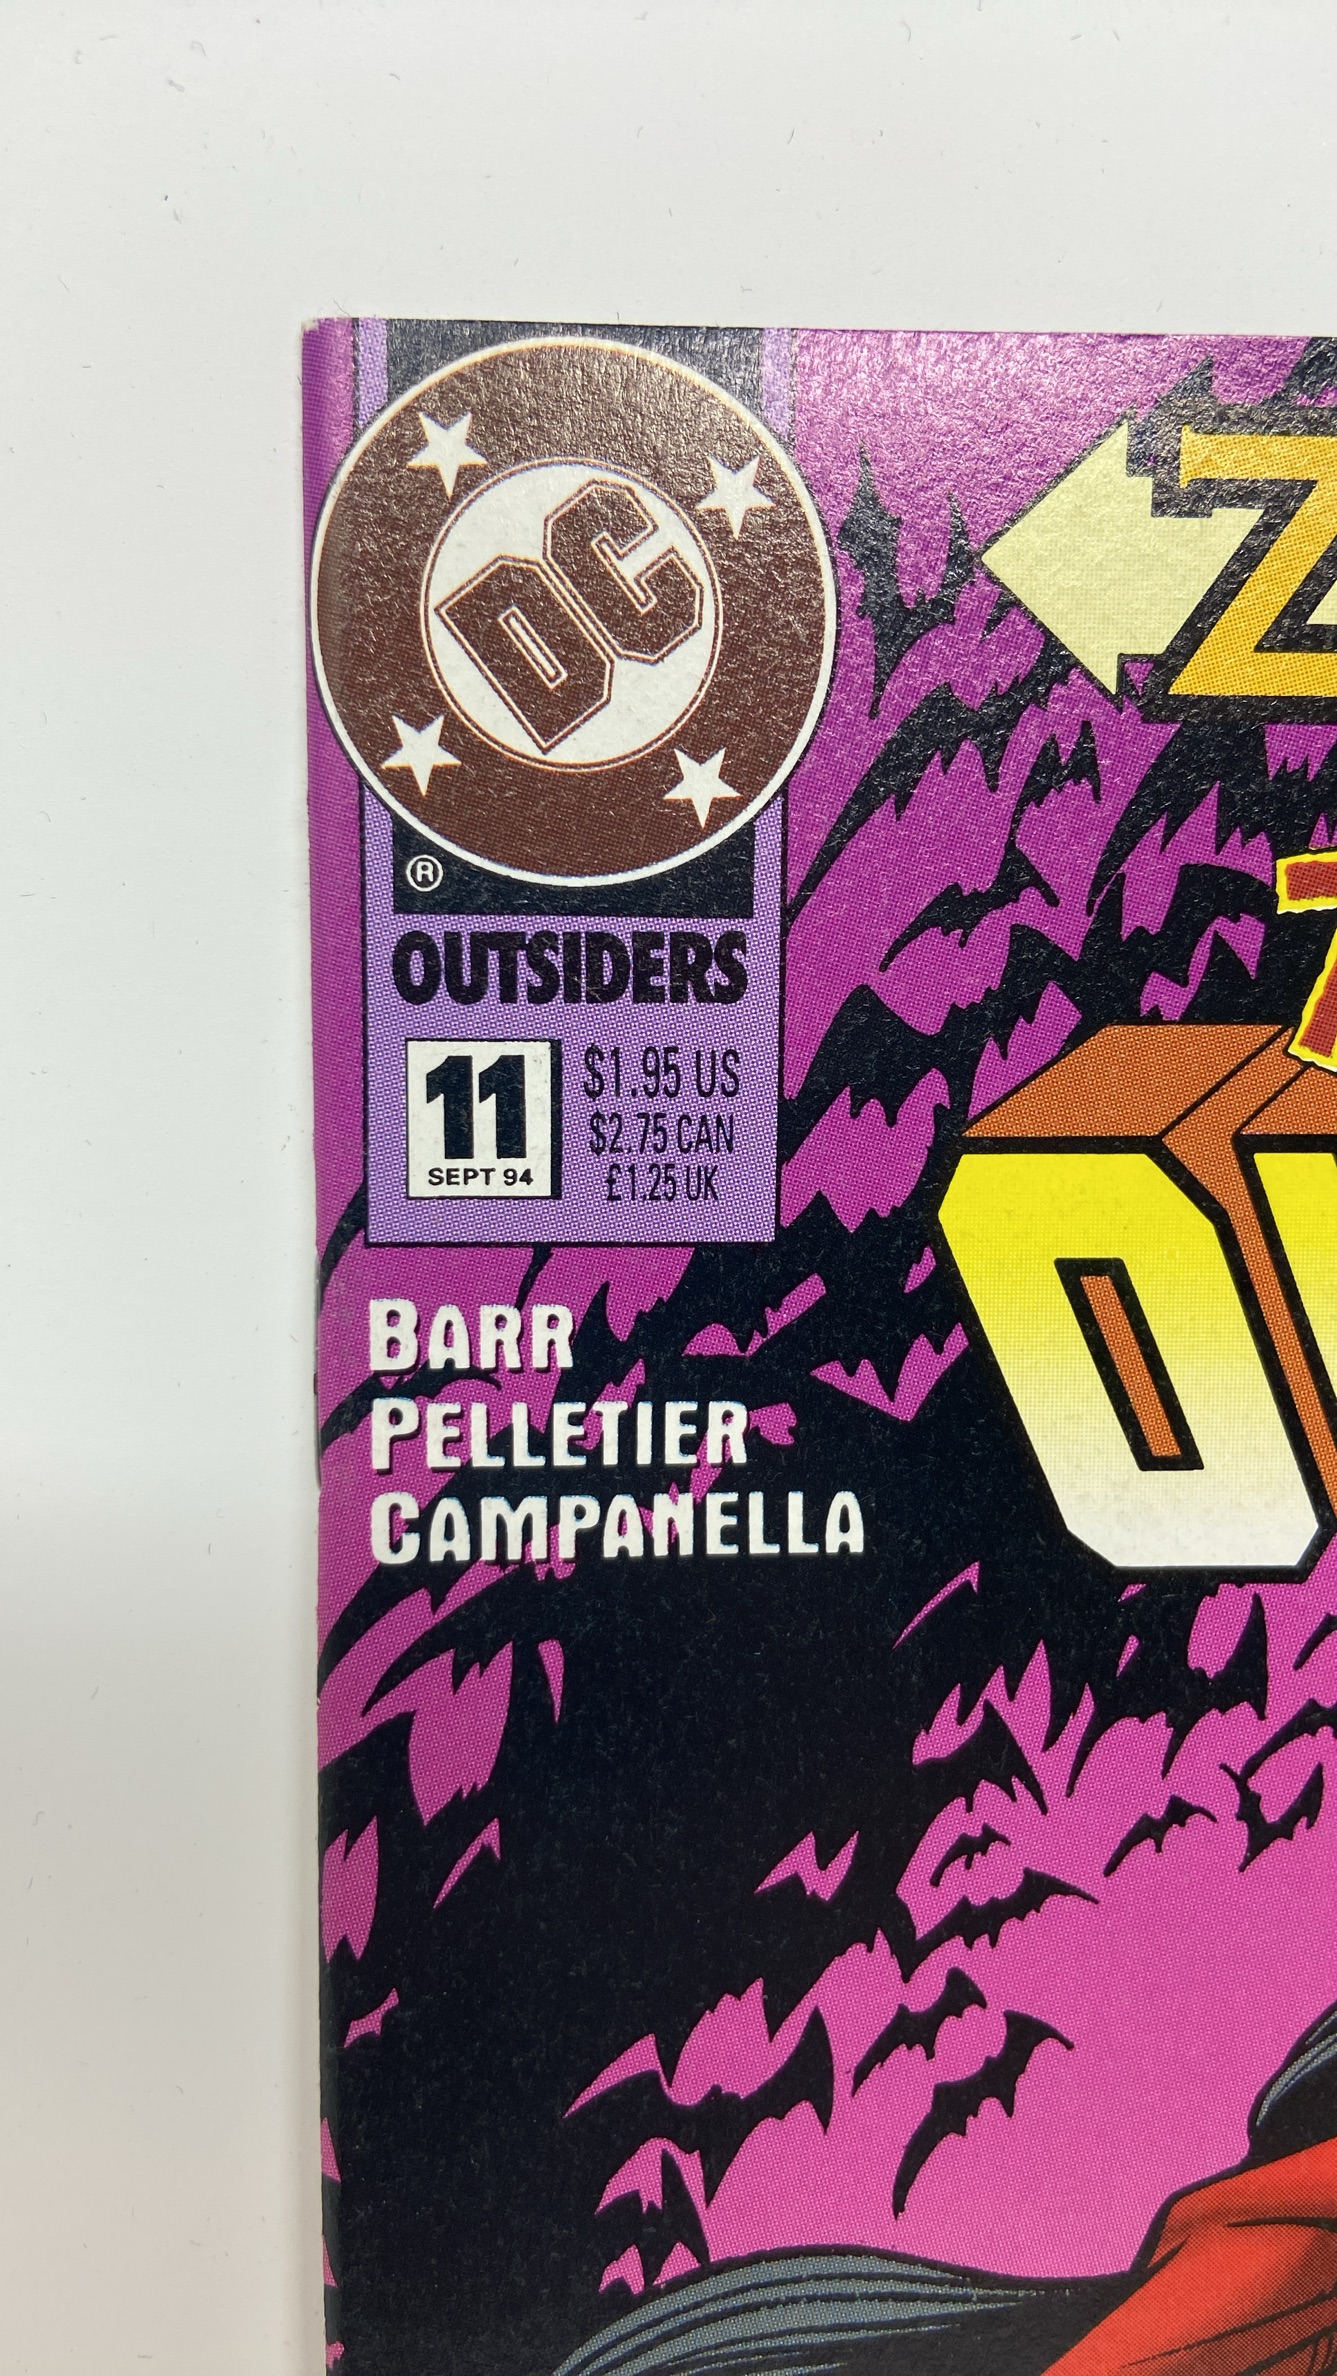 DC
®
OUTSIDERS
11
SEPT 94
$1.95 US
$2.75 CAN
£1.25 UK
BARR
PELLETIER
CAMPANELLA
Z
O